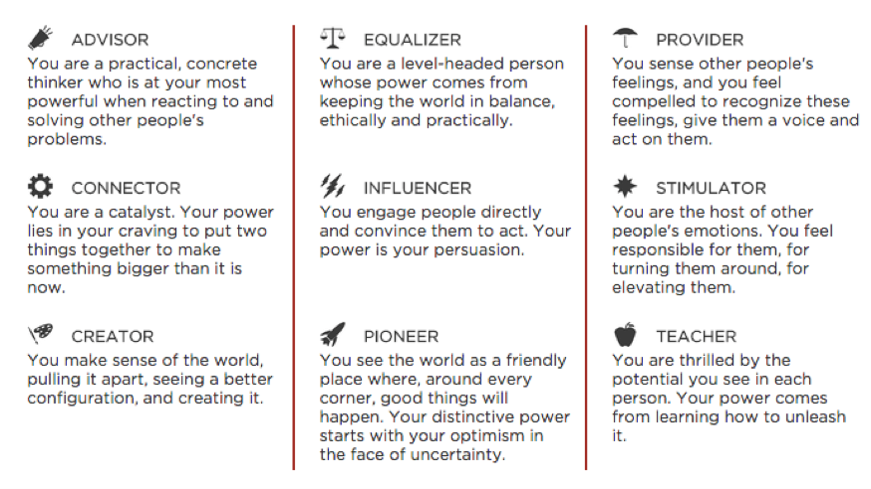 ADVISOR
You are a practical, concrete
thinker who is at your most
powerful when reacting to and
solving other people's
problems.
CONNECTOR
You are a catalyst. Your power
lies in your craving to put two
things together to make
something bigger than it is
now.
CREATOR
You make sense of the world,
pulling it apart, seeing a better
configuration, and creating it.
EQUALIZER
You are a level-headed person
whose power comes from
keeping the world in balance,
ethically and practically.
INFLUENCER
You engage people directly
and convince them to act. Your
power is your persuasion.
PIONEER
You see the world as a friendly
place where, around every
corner, good things will
happen. Your distinctive power
starts with your optimism in
the face of uncertainty.
PROVIDER
You sense other people's
feelings, and you feel
compelled to recognize these
feelings, give them a voice and
act on them.
STIMULATOR
You are the host of other
people's emotions. You feel
responsible for them, for
turning them around, for
elevating them.
TEACHER
You are thrilled by the
potential you see in each
person. Your power comes
from learning how to unleash
it.